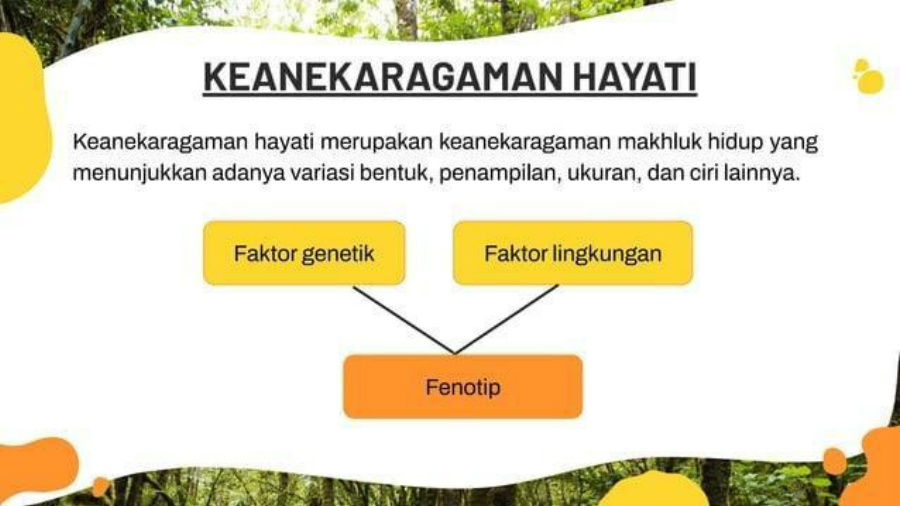 KEANEKARAGAMAN HAYATI
Keanekaragaman hayati merupakan keanekaragaman makhluk hidup yang
menunjukkan adanya variasi bentuk, penampilan, ukuran, dan ciri lainnya.
Faktor genetik
Faktor lingkungan
Fenotip